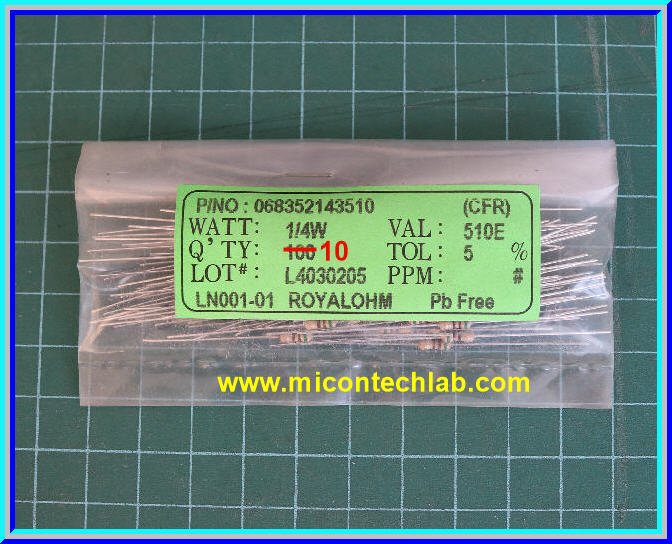 P/NO : 068352143510 (CFR)
WATT: 1/4W VAL: 510E
Q'TY: 100 10 TOL: 5 %
LOT#: L4030205 PPM: #
LN001-01 ROYALOHM Pb Free
www.micontechlab.com